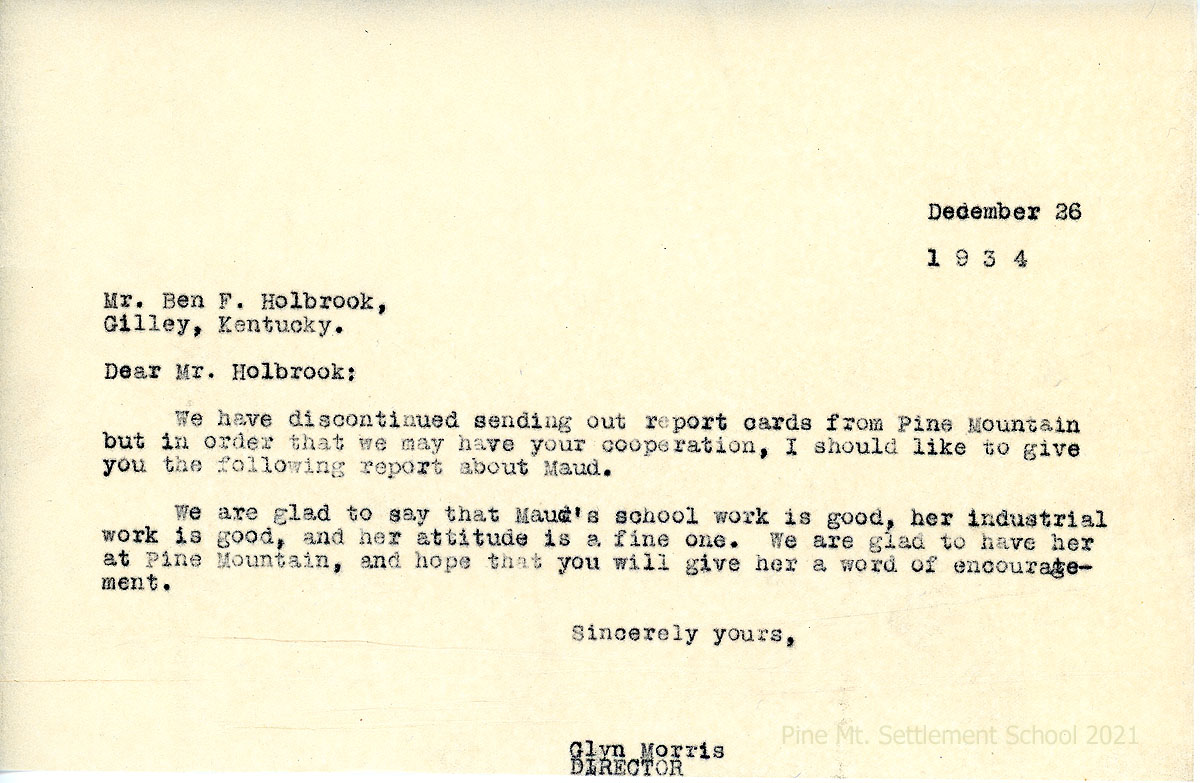 Dedember 26
1 9 3 4
Mr. Ben F. Holbrook,
Gilley, Kentucky.
Dear Mr. Holbrook;
We have discontinued sending out report cards from Pine Mountain
but in order that we may have your cooperation, I should like to give
you the following report about Maud.
We are glad to say that Maud's school work is good, her industrial
work is good, and her attitude is a fine one. We are glad to have her
at Pine Mountain, and hope that you will give her a word of encourage-
ment.
Sincerely yours,
Pine Mt. Settlement School 2021
Glyn Morris
DIRECTOR